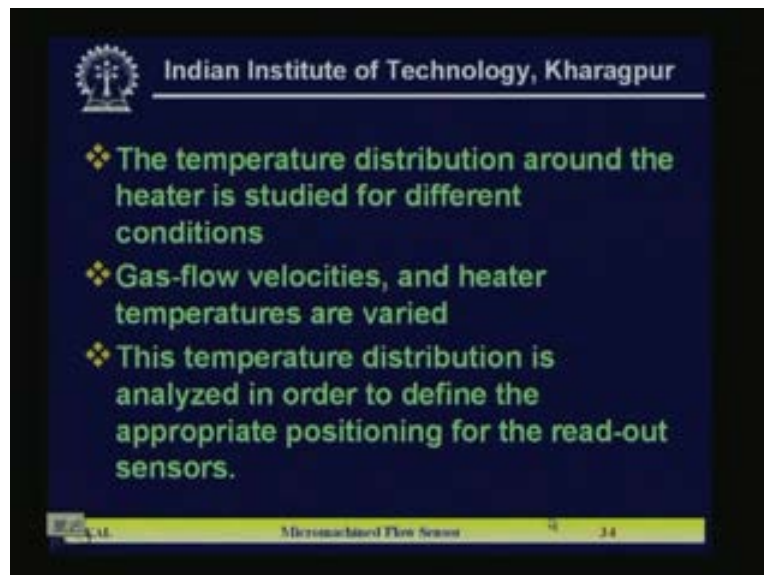 Indian Institute of Technology, Kharagpur
The temperature distribution around the
heater is studied for different
conditions
Gas-flow velocities, and heater
temperatures are varied
This temperature distribution is
analyzed in order to define the
appropriate positioning for the read-out
sensors.
Micromachined Flow Sensor 34